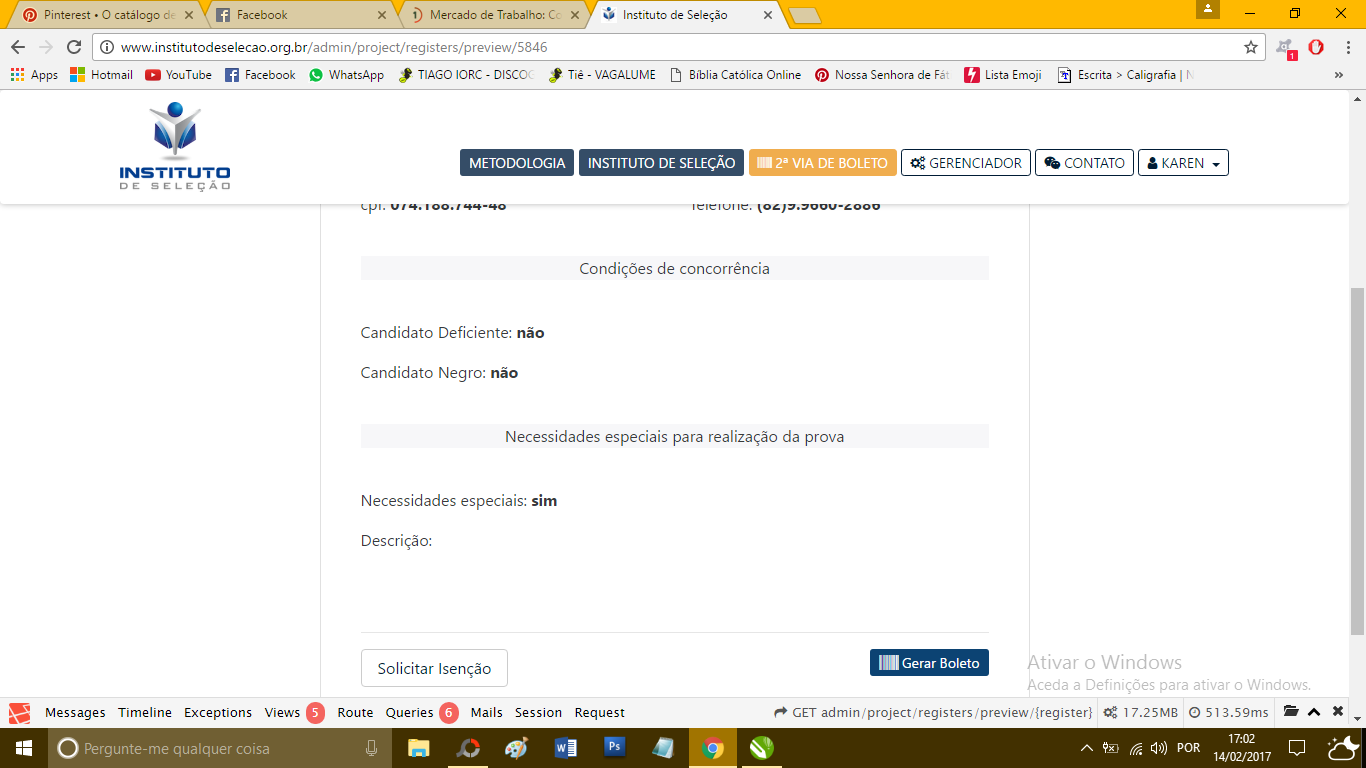 Pinterest • O catálogo de
Facebook
Mercado de Trabalho: Co
Instituto de Seleção
www.institutodeselecao.org.br/admin/project/registers/preview/5846
1
Apps
Hotmail
YouTube
Facebook
WhatsApp
TIAGO IORC - DISCOG
Tiê - VAGALUME
Bíblia Católica Online
Nossa Senhora de Fát
Lista Emoji
Escrita > Caligrafia | N
»
INSTITUTO
DE SELEÇÃO
METODOLOGIA
INSTITUTO DE SELEÇÃO
2ª VIA DE BOLETO
GERENCIADOR
CONTATO
KAREN
cpf: 074.188.744-48
Telefone: (82)9.9660-2886
Condições de concorrência
Candidato Deficiente: não
Candidato Negro: não
Necessidades especiais para realização da prova
Necessidades especiais: sim
Descrição:
Solicitar Isenção
Gerar Boleto
Ativar o Windows
Aceda a Definições para ativar o Windows.
Messages Timeline Exceptions Views 5 Route Queries 6 Mails Session Request
GET admin/project/registers/preview/{register}
17.25MB
513.59ms
Pergunte-me qualquer coisa
Ps
POR
17:02
14/02/2017